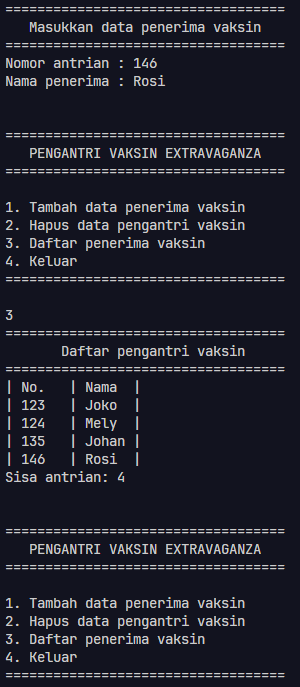 ===================================
Masukkan data penerima vaksin
===================================
Nomor antrian : 146
Nama penerima : Rosi
===================================
PENGANTRI VAKSIN EXTRAVAGANZA
===================================
1. Tambah data penerima vaksin
2. Hapus data pengantri vaksin
3. Daftar penerima vaksin
4. Keluar
===================================
3
===================================
Daftar pengantri vaksin
===================================
| No. | Nama |
| 123 | Joko |
| 124 | Mely |
| 135 | Johan |
| 146 | Rosi |
Sisa antrian: 4
===================================
PENGANTRI VAKSIN EXTRAVAGANZA
===================================
1. Tambah data penerima vaksin
2. Hapus data pengantri vaksin
3. Daftar penerima vaksin
4. Keluar
===================================